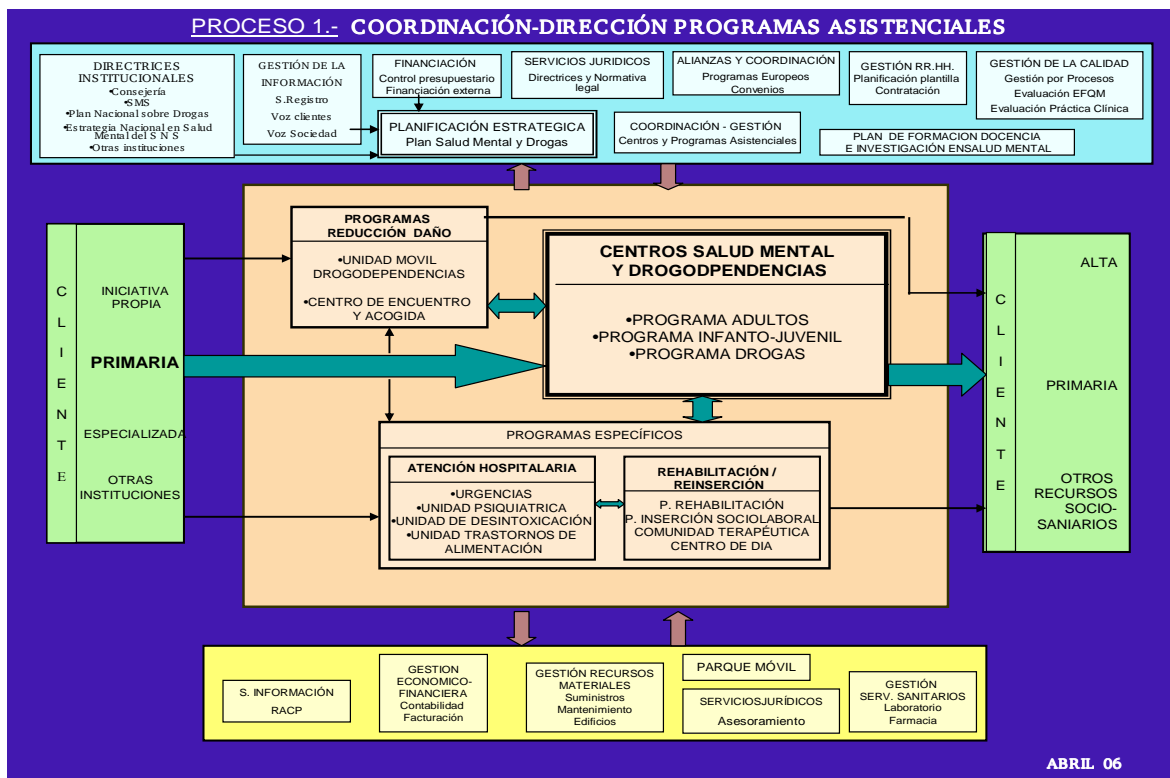 PROCESO 1.- COORDINACIÓN-DIRECCIÓN PROGRAMAS ASISTENCIALES
DIRECTRICES
INSTITUCIONALES
•Consejería
•SMS
•Plan Nacional sobre Drogas
•Estrategia Nacional en Salud
Mental del S N S
•Otras instituciones
GESTIÓN DE LA
INFORMACIÓN
S.Registro
Voz clientes
Voz Sociedad
FINANCIACIÓN
Control presupuestario
Financiación externa
PLANIFICACIÓN ESTRATEGICA
Plan Salud Mental y Drogas
SERVICIOS JURIDICOS
Directrices y Normativa
legal
ALIANZAS Y COORDINACIÓN
Programas Europeos
Convenios
COORDINACIÓN - GESTIÓN
Centros y Programas Asistenciales
GESTIÓN RR.HH.
Planificación plantilla
Contratación
GESTIÓN DE LA CALIDAD
Gestión por Procesos
Evaluación EFQM
Evaluación Práctica Clínica
PLAN DE FORMACION DOCENCIA
E INVESTIGACIÓN ENSALUD MENTAL
CLIENTE
INICIATIVA
PROPIA
PRIMARIA
ESPECIALIZADA
OTRAS
INSTITUCIONES
PROGRAMAS
REDUCCIÓN DAÑO
•UNIDAD MOVIL
DROGODEPENDENCIAS
•CENTRO DE ENCUENTRO
Y ACOGIDA
CENTROS SALUD MENTAL
Y DROGODPENDENCIAS
•PROGRAMA ADULTOS
•PROGRAMA INFANTO-JUVENIL
•PROGRAMA DROGAS
PROGRAMAS ESPECÍFICOS
ATENCIÓN HOSPITALARIA
•URGENCIAS
•UNIDAD PSIQUIATRICA
•UNIDAD DE DESINTOXICACIÓN
•UNIDAD TRASTORNOS DE
ALIMENTACIÓN
REHABILITACIÓN /
REINSERCIÓN
P. REHABILITACIÓN
P. INSERCIÓN SOCIOLABORAL
COMUNIDAD TERAPÉUTICA
CENTRO DE DIA
CLIENTE
ALTA
PRIMARIA
OTROS
RECURSOS
SOCIO-
SANIARIOS
S. INFORMACIÓN
RACP
GESTION
ECONOMICO-
FINANCIERA
Contabilidad
Facturación
GESTIÓN RECURSOS
MATERIALES
Suministros
Mantenimiento
Edificios
PARQUE MÓVIL
SERVICIOSJURÍDICOS
Asesoramiento
GESTIÓN
SERV. SANITARIOS
Laboratorio
Farmacia
ABRIL 06